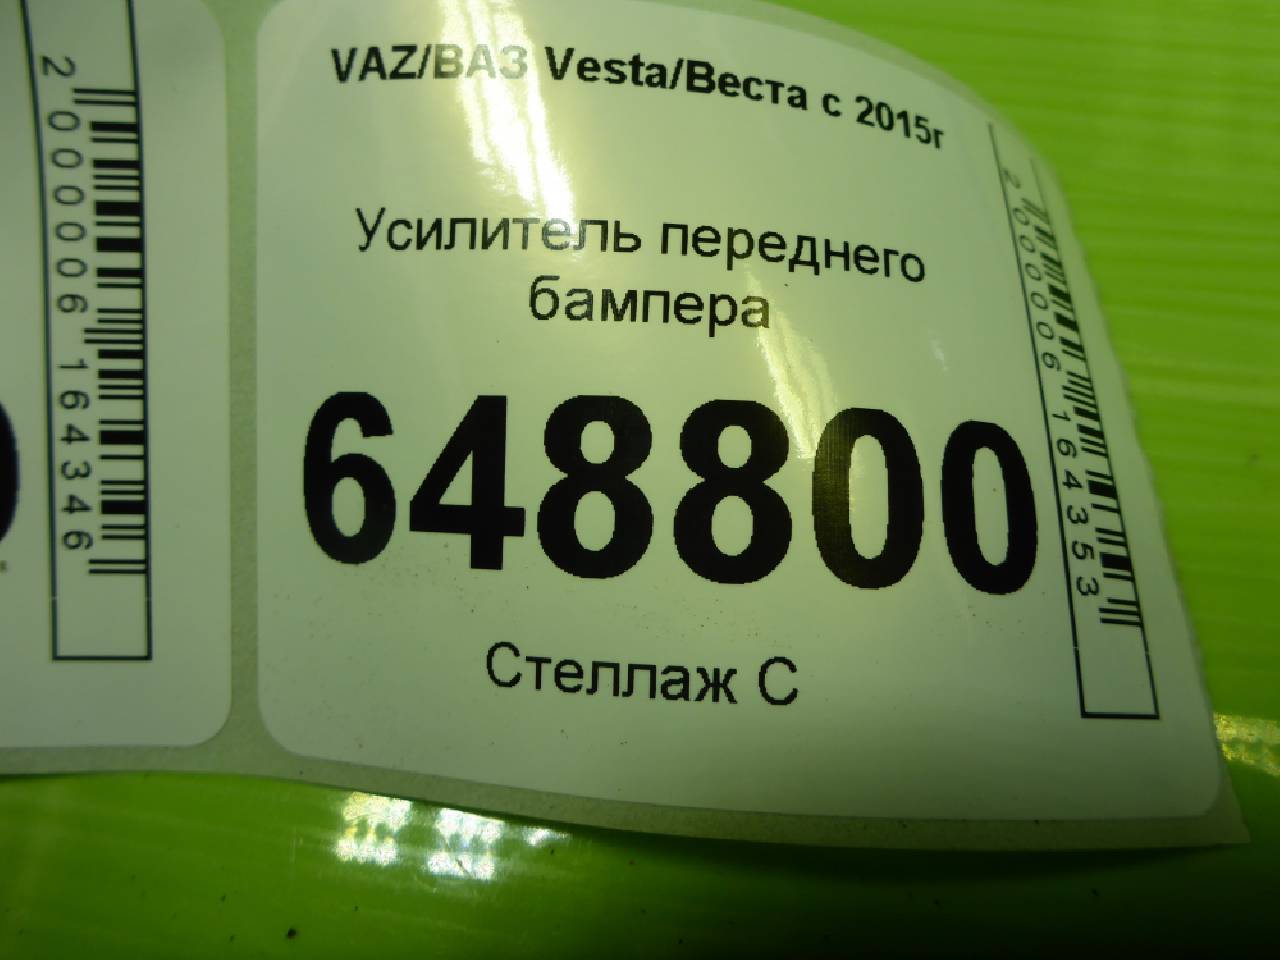 2000006164346
VAZ/ВАЗ Vesta/Веста с 2015г
Усилитель переднего
бампера
648800
Стеллаж С
2000006164353